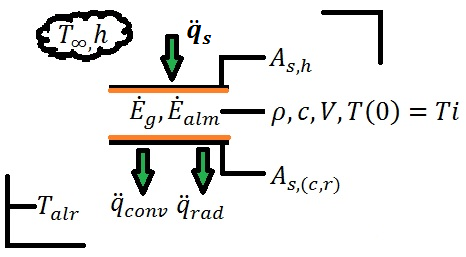 T∞,h
q̈s
As,h
Ėg, Ėalm
ρ, c, V, T(0) = Ti
As,(c,r)
Talr
q̈conv q̈rad